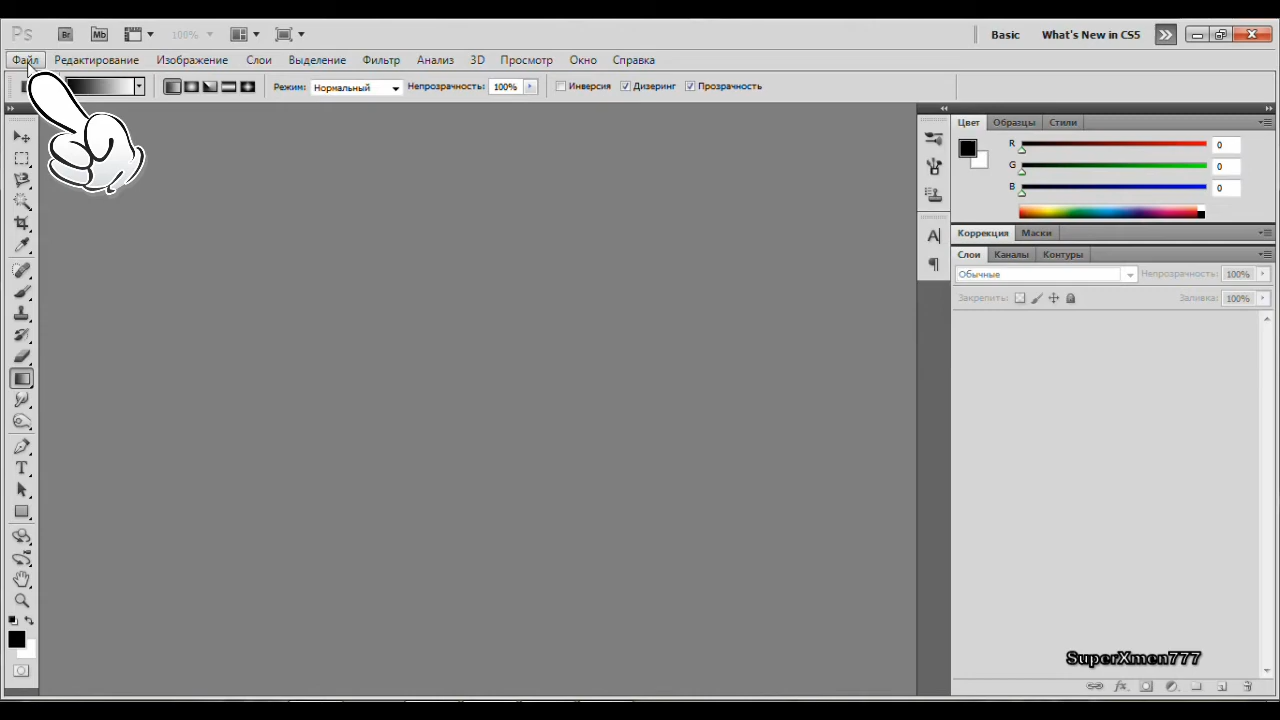 Ps Br Mb 100% Basic What's New in CS5
Файл Редактирование Изображение Слои Выделение Фильтр Анализ 3D Просмотр Окно Справка
Режим: Нормальный Непрозрачность: 100% Инверсия Дизеринг Прозрачность
Цвет Образцы Стили
R 0
G 0
B 0
Коррекция Маски
Слои Каналы Контуры
Обычные Непрозрачность: 100%
Закрепить: Заливка: 100%
SuperXmen777